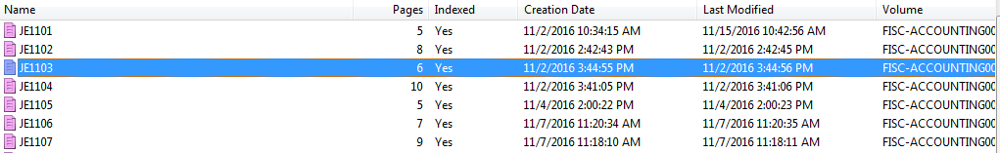 Name Pages Indexed Creation Date Last Modified Volume
JE1101 5 Yes 11/2/2016 10:34:15 AM 11/15/2016 10:42:56 AM FISC-ACCOUNTING00
JE1102 8 Yes 11/2/2016 2:42:43 PM 11/2/2016 2:42:45 PM FISC-ACCOUNTING00
JE1103 6 Yes 11/2/2016 3:44:55 PM 11/2/2016 3:44:56 PM FISC-ACCOUNTING00
JE1104 10 Yes 11/2/2016 3:41:05 PM 11/2/2016 3:41:06 PM FISC-ACCOUNTING00
JE1105 5 Yes 11/4/2016 2:00:22 PM 11/4/2016 2:00:23 PM FISC-ACCOUNTING00
JE1106 7 Yes 11/7/2016 11:20:34 AM 11/7/2016 11:20:35 AM FISC-ACCOUNTING00
JE1107 9 Yes 11/7/2016 11:18:10 AM 11/7/2016 11:18:11 AM FISC-ACCOUNTING00